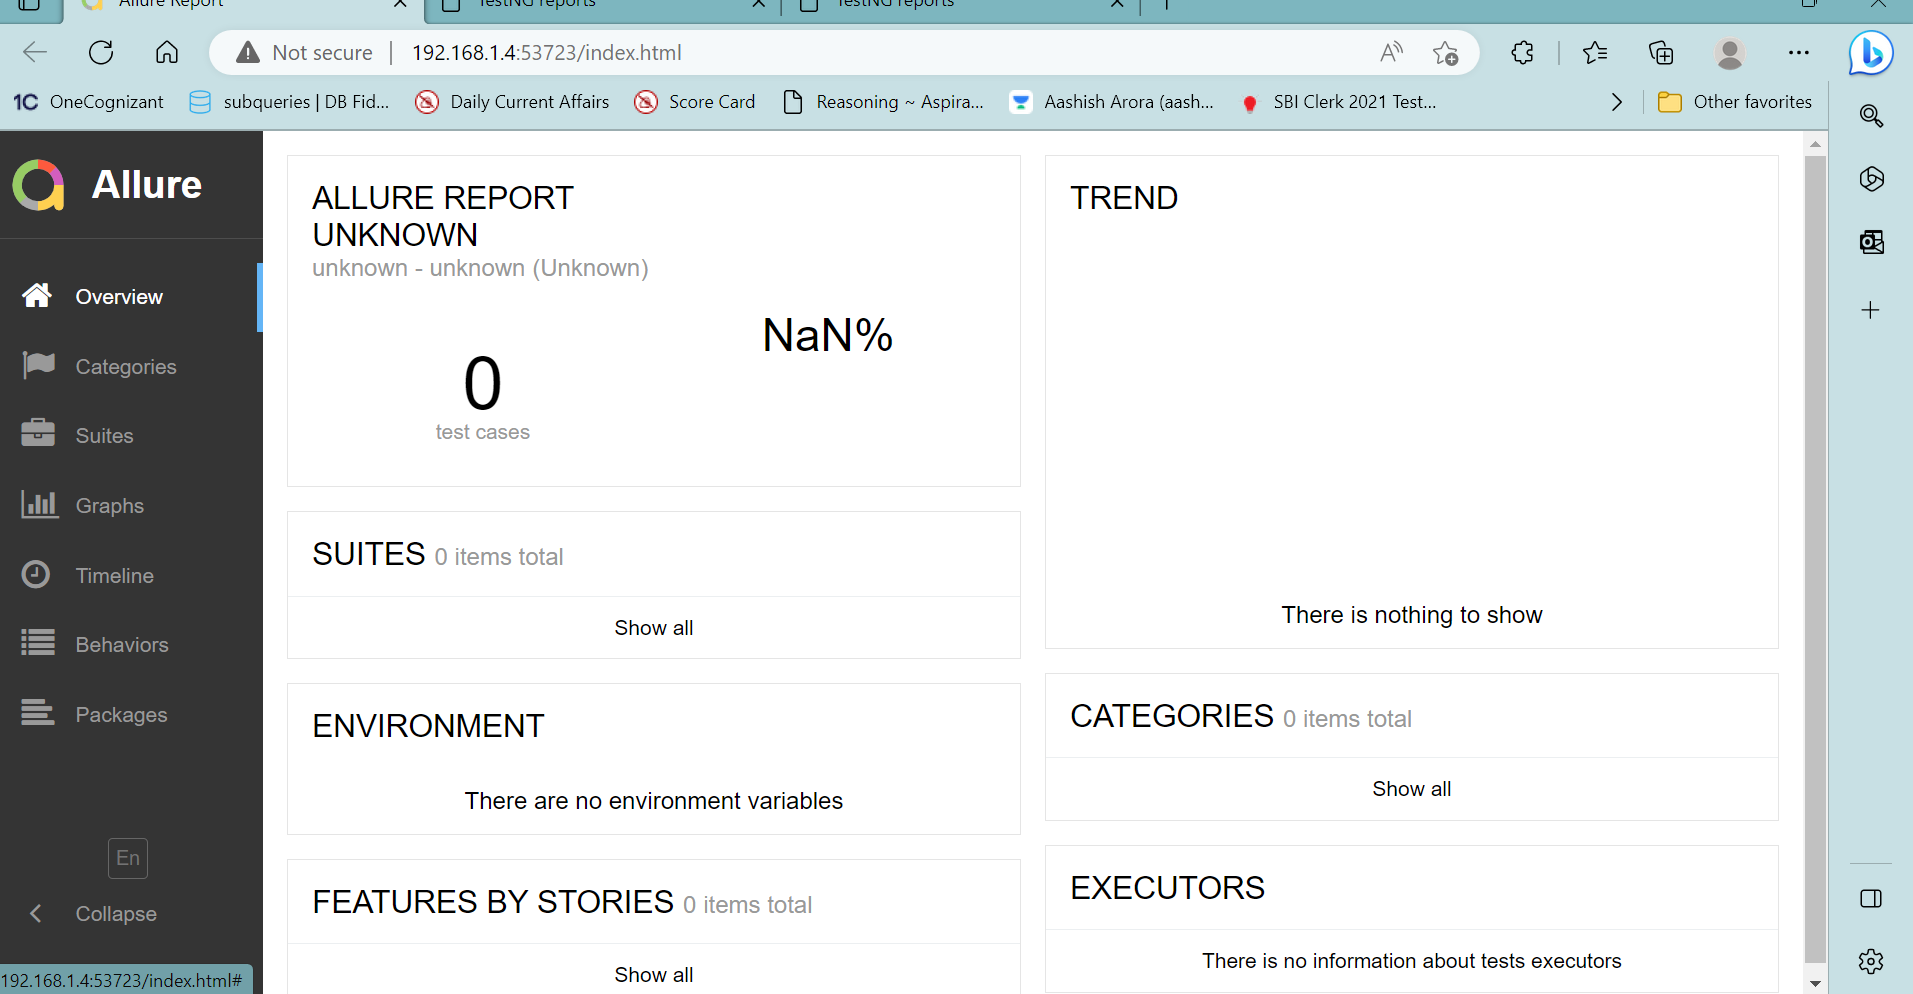 Allure Report
TestNG reports
TestNG reports
Not secure
192.168.1.4:53723/index.html
OneCognizant
subqueries | DB Fid...
Daily Current Affairs
Score Card
Reasoning ~ Aspira...
Aashish Arora (aash...
SBI Clerk 2021 Test...
Other favorites
Allure
Overview
Categories
Suites
Graphs
Timeline
Behaviors
Packages
En
Collapse
192.168.1.4:53723/index.html#
ALLURE REPORT
UNKNOWN
unknown - unknown (Unknown)
0
test cases
NaN%
SUITES 0 items total
Show all
ENVIRONMENT
There are no environment variables
FEATURES BY STORIES 0 items total
Show all
TREND
There is nothing to show
CATEGORIES 0 items total
Show all
EXECUTORS
There is no information about tests executors